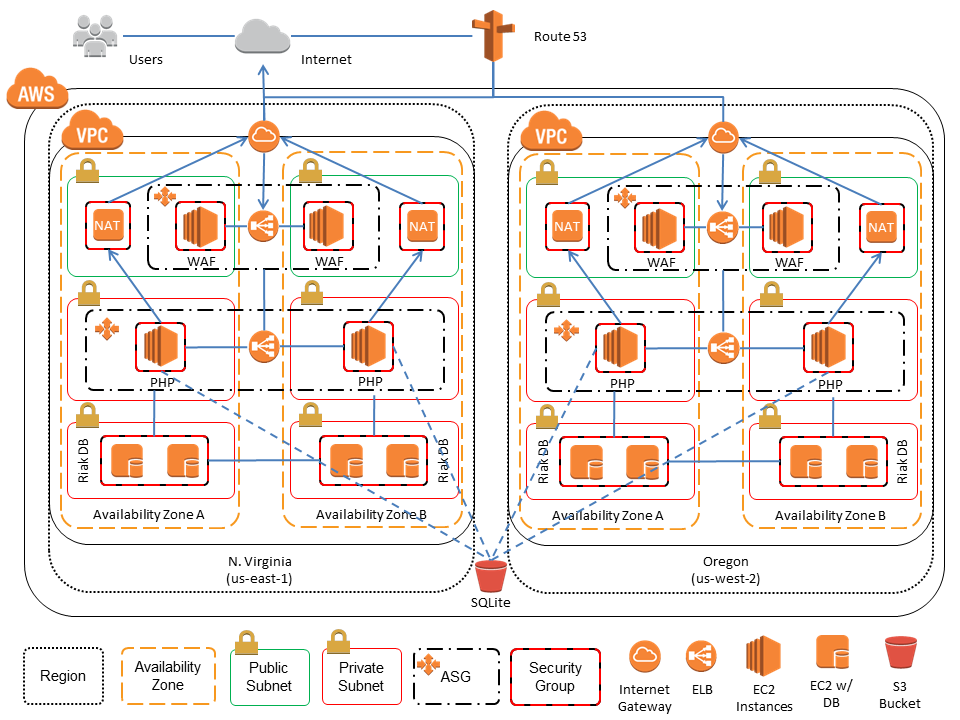 Users
Internet
Route 53
AWS
VPC
VPC
NAT
WAF
WAF
NAT
NAT
WAF
WAF
NAT
PHP
PHP
PHP
PHP
Riak DB
Riak DB
Riak DB
Riak DB
Availability Zone A
Availability Zone B
Availability Zone A
Availability Zone B
N. Virginia
(us-east-1)
Oregon
(us-west-2)
SQLite
Region
Availability
Zone
Public
Subnet
Private
Subnet
ASG
Security
Group
Internet
Gateway
ELB
EC2
Instances
EC2 w/
DB
S3
Bucket